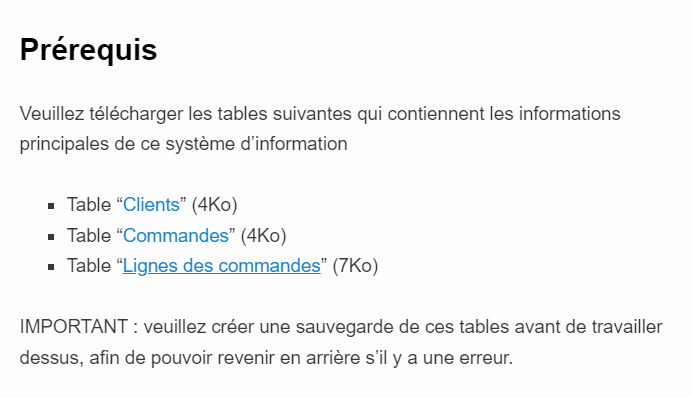 Prérequis
Veuillez télécharger les tables suivantes qui contiennent les informations
principales de ce système d’information
▪ Table “Clients” (4Ko)
▪ Table “Commandes” (4Ko)
▪ Table “Lignes des commandes” (7Ko)
IMPORTANT : veuillez créer une sauvegarde de ces tables avant de travailler
dessus, afin de pouvoir revenir en arrière s’il y a une erreur.